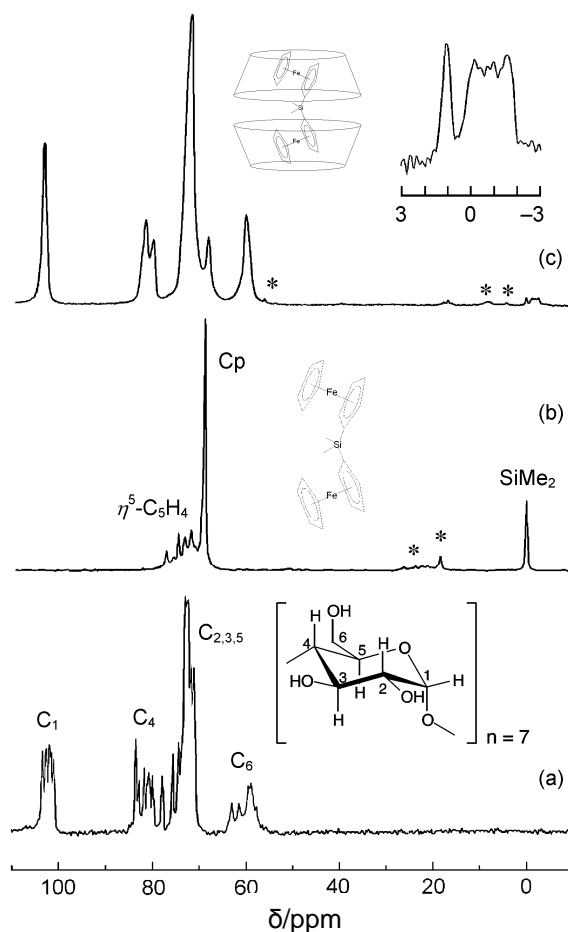 Fe
Si
Fe
3 0 –3
* * *
(c)
Cp
Fe
Si
Fe
(b)
SiMe₂
η⁵-C₅H₄
* *
C₂,₃,₅
OH
H
6
4
5
H
O
HO
3
H
2
1
H
H
OH
O
n = 7
C₁
C₄
C₆
(a)
100 80 60 40 20 0
δ/ppm